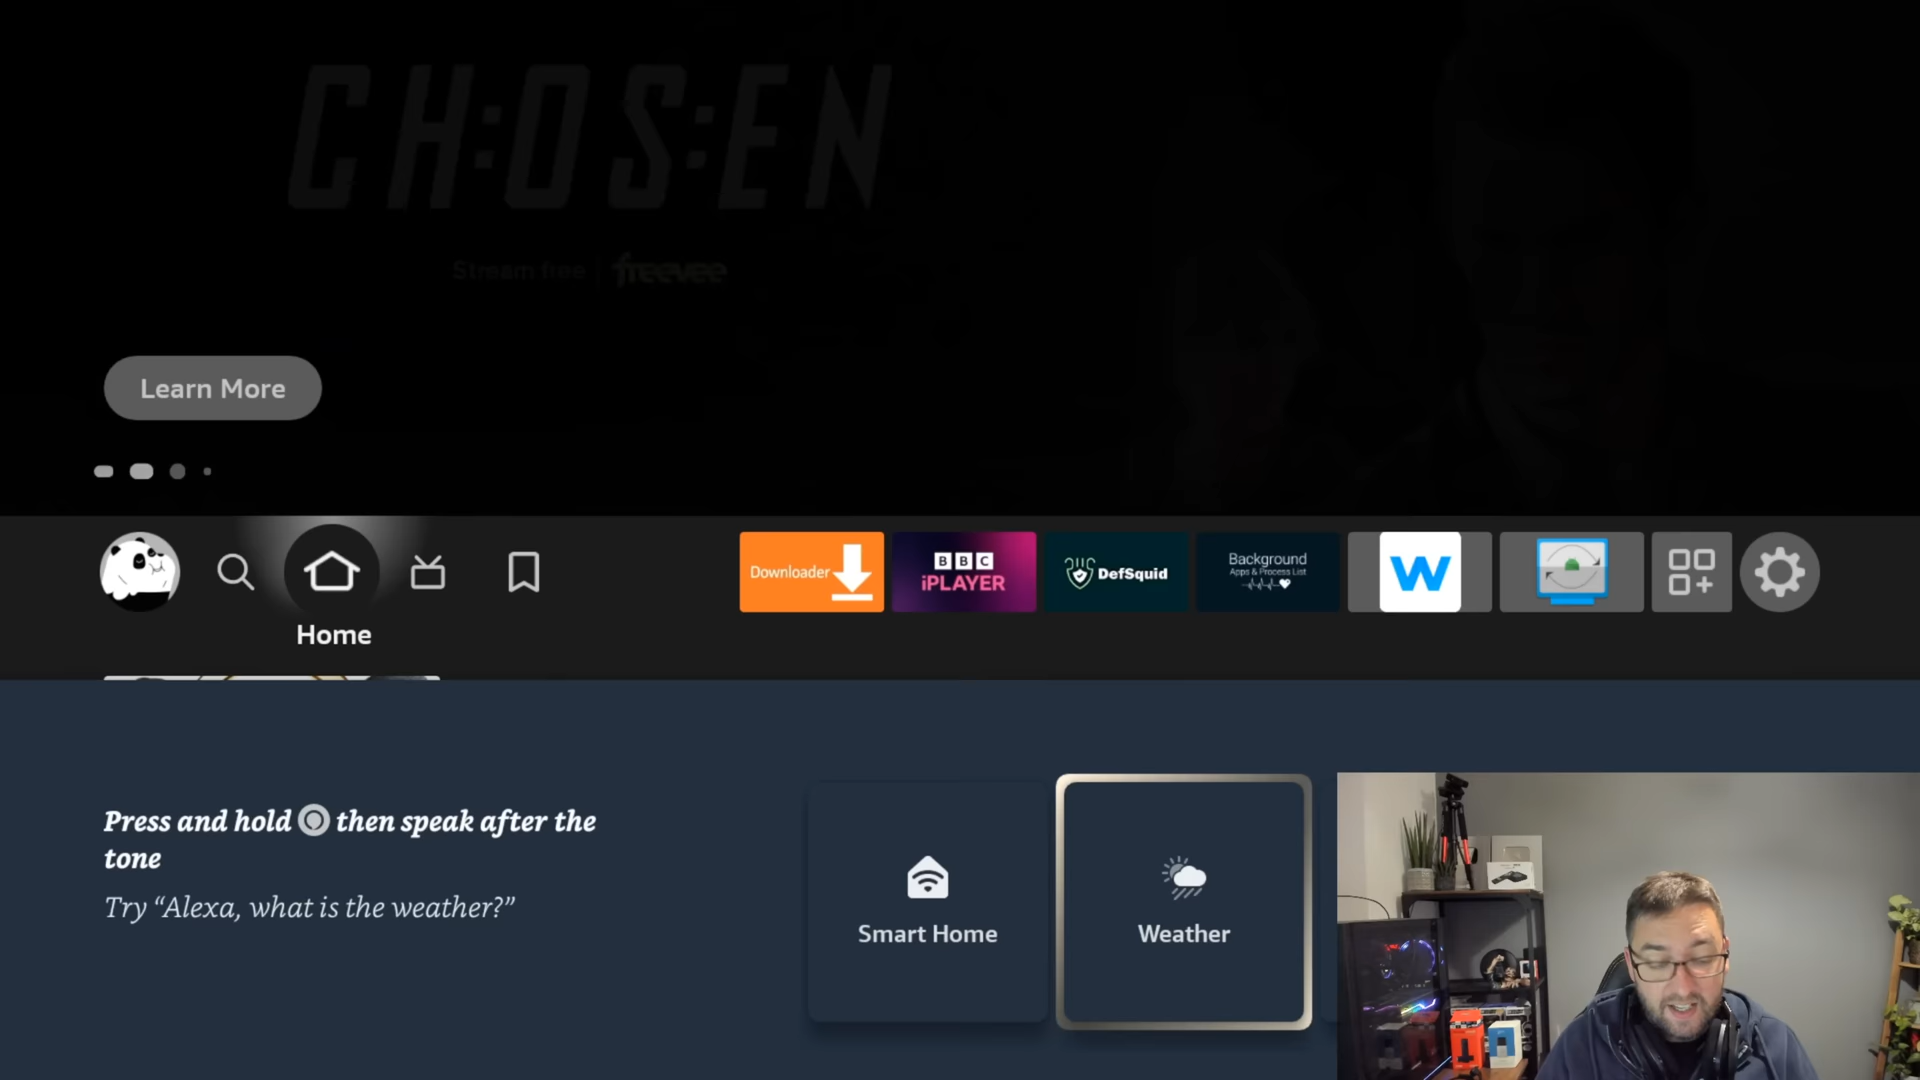 CH:OS:EN
Stream free | freevee
Learn More
Downloader
BBC
iPLAYER
DefSquid
Background
Apps & Process List
W
Home
Press and hold then speak after the
tone
Try “Alexa, what is the weather?”
Smart Home
Weather